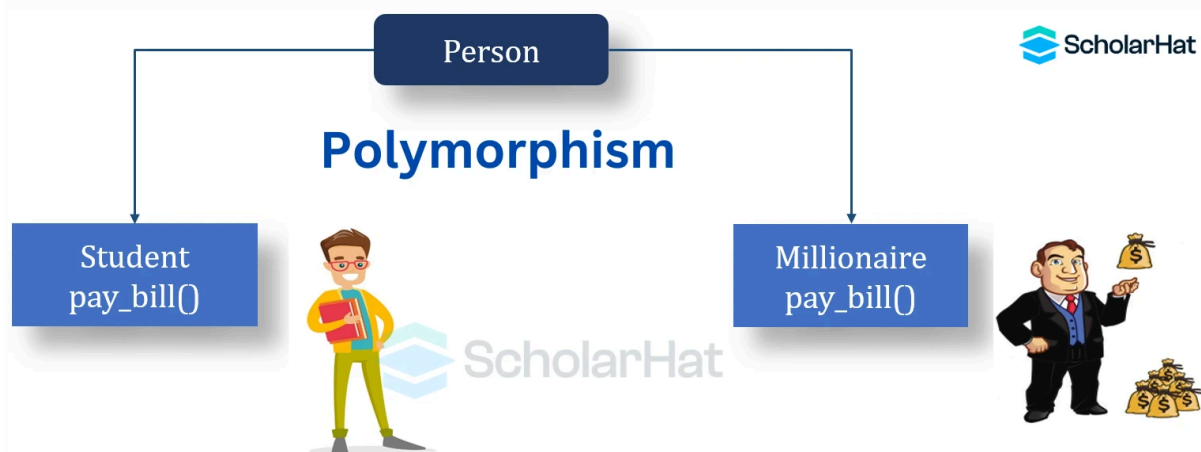 Person
ScholarHat
Polymorphism
Student
pay_bill()
Millionaire
pay_bill()
$
ScholarHat
$
$
$
$
$